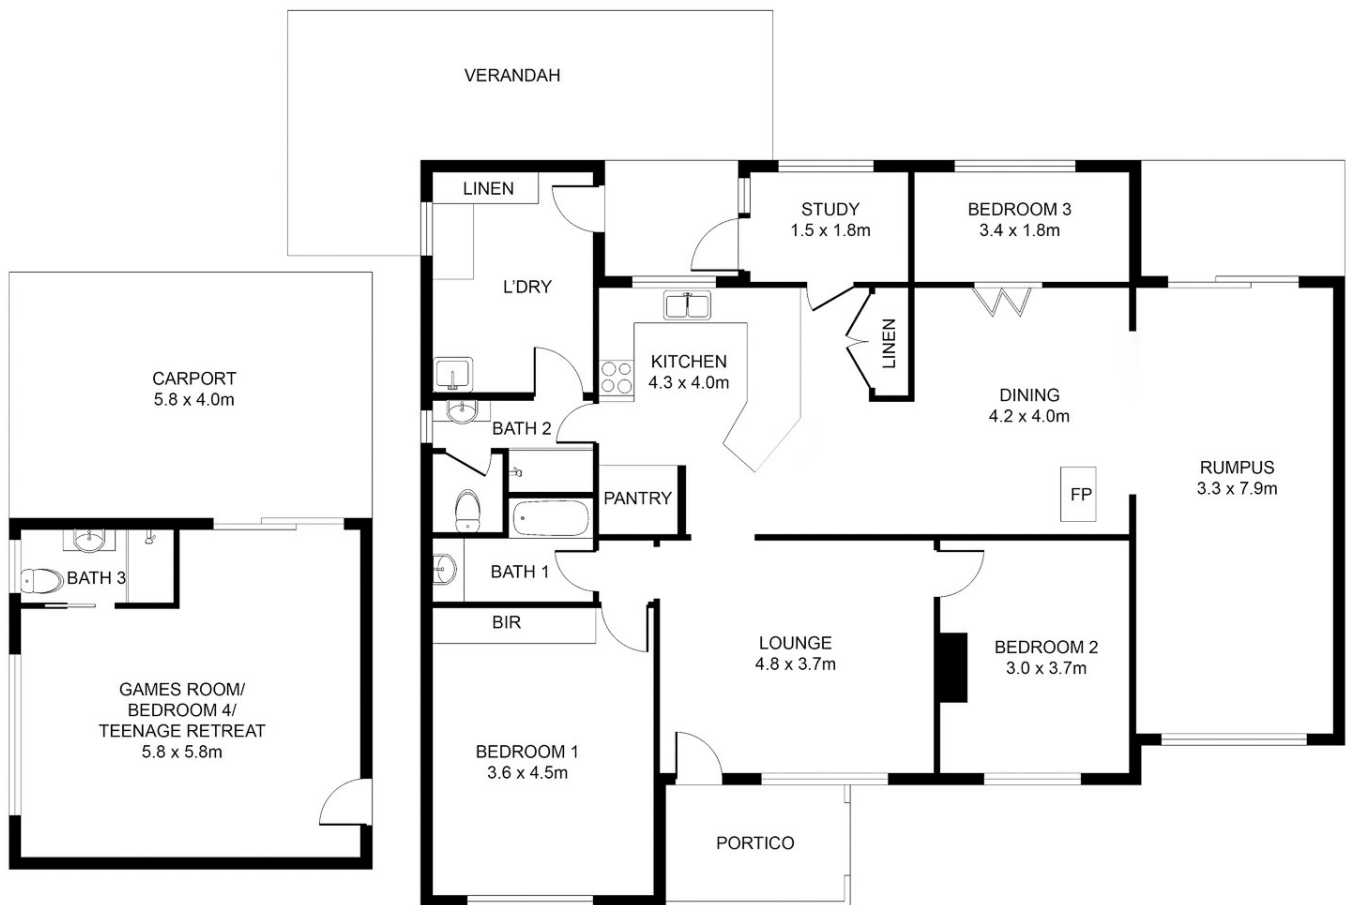 VERANDAH
LINEN
STUDY
1.5 x 1.8m
BEDROOM 3
3.4 x 1.8m
L'DRY
KITCHEN
4.3 x 4.0m
LINEN
DINING
4.2 x 4.0m
CARPORT
5.8 x 4.0m
BATH 2
RUMPUS
3.3 x 7.9m
PANTRY
FP
BATH 3
BATH 1
BIR
LOUNGE
4.8 x 3.7m
BEDROOM 2
3.0 x 3.7m
GAMES ROOM/
BEDROOM 4/
TEENAGE RETREAT
5.8 x 5.8m
BEDROOM 1
3.6 x 4.5m
PORTICO